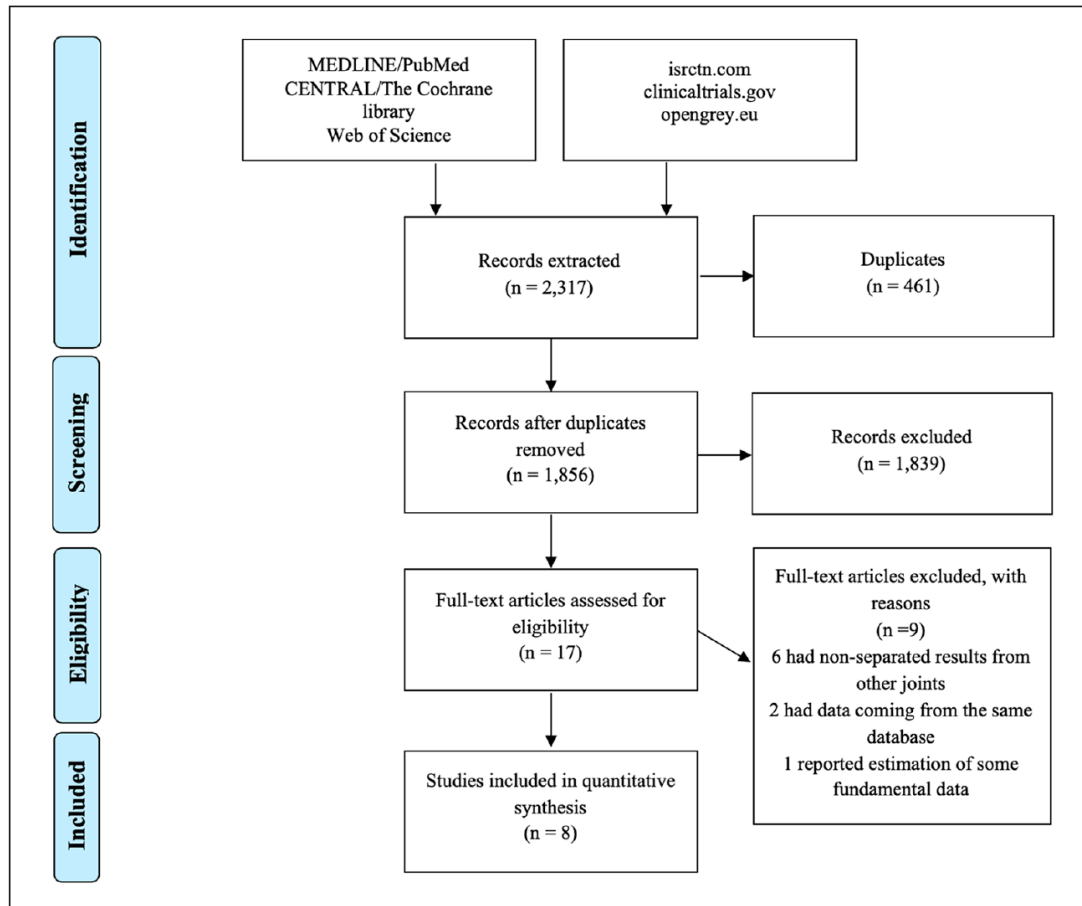 Identification
MEDLINE/PubMed
CENTRAL/The Cochrane
library
Web of Science
isrctn.com
clinicaltrials.gov
opengrey.eu
Records extracted
(n = 2,317)
Duplicates
(n = 461)
Screening
Records after duplicates
removed
(n = 1,856)
Records excluded
(n = 1,839)
Eligibility
Full-text articles assessed for
eligibility
(n = 17)
Full-text articles excluded, with
reasons
(n =9)
6 had non-separated results from
other joints
2 had data coming from the same
database
1 reported estimation of some
fundamental data
Included
Studies included in quantitative
synthesis
(n = 8)